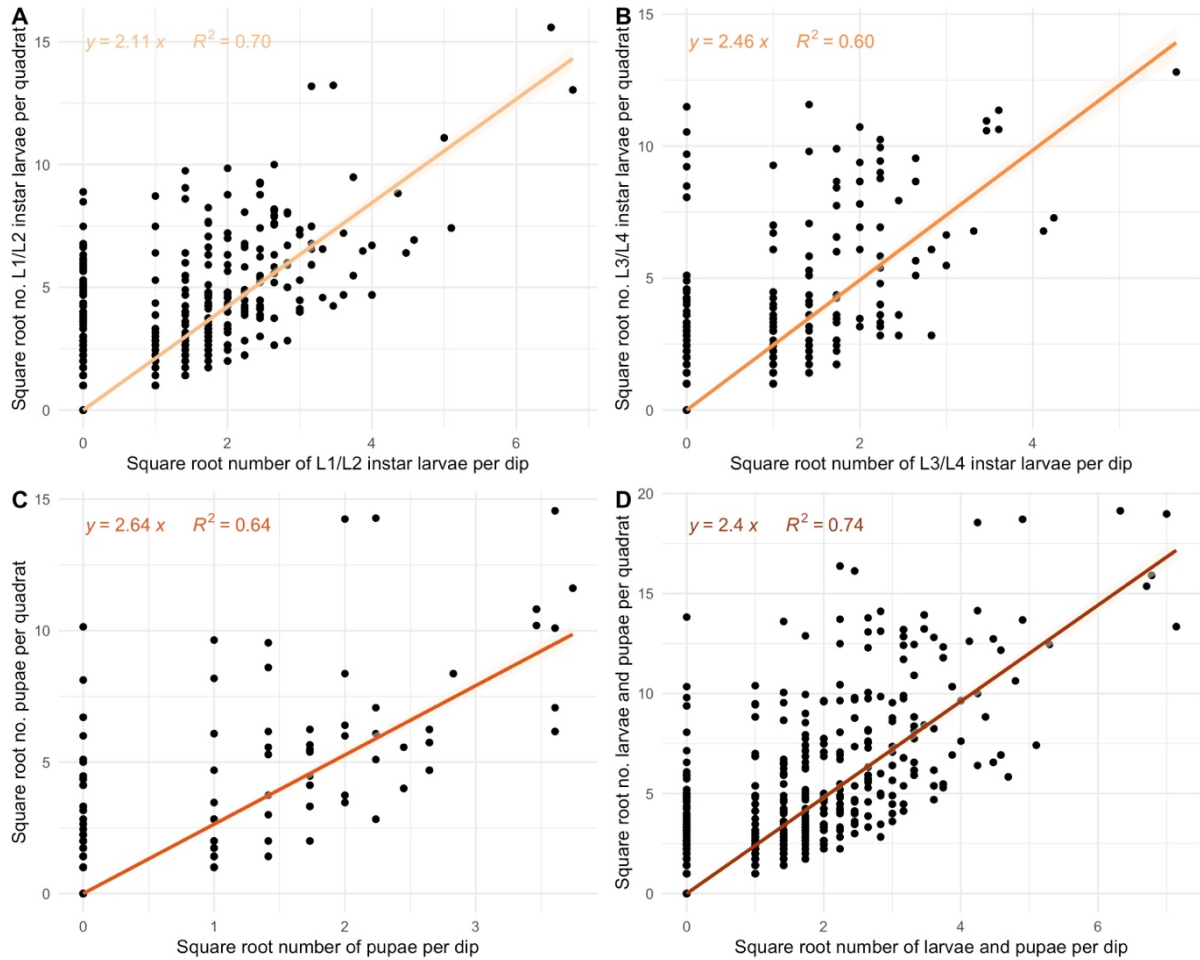 A
y = 2.11 x R² = 0.70
Square root no. L1/L2 instar larvae per quadrat
15
10
5
0
0 2 4 6
Square root number of L1/L2 instar larvae per dip
B
y = 2.46 x R² = 0.60
Square root no. L3/L4 instar larvae per quadrat
15
10
5
0
0 2 4
Square root number of L3/L4 instar larvae per dip
C
y = 2.64 x R² = 0.64
Square root no. pupae per quadrat
15
10
5
0
0 1 2 3
Square root number of pupae per dip
D
y = 2.4 x R² = 0.74
Square root no. larvae and pupae per quadrat
20
15
10
5
0
0 2 4 6
Square root number of larvae and pupae per dip